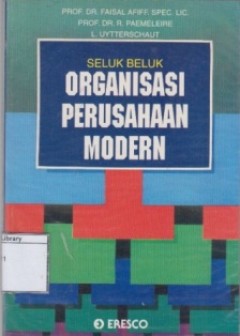 PROF. DR. FAISAL AFIFF, SPEC. LIC.
PROF. DR. R. PAEMELEIRE
L. UYTTERSCHAUT
SELUK BELUK
ORGANISASI
PERUSAHAAN
MODERN
Library
ERESCO